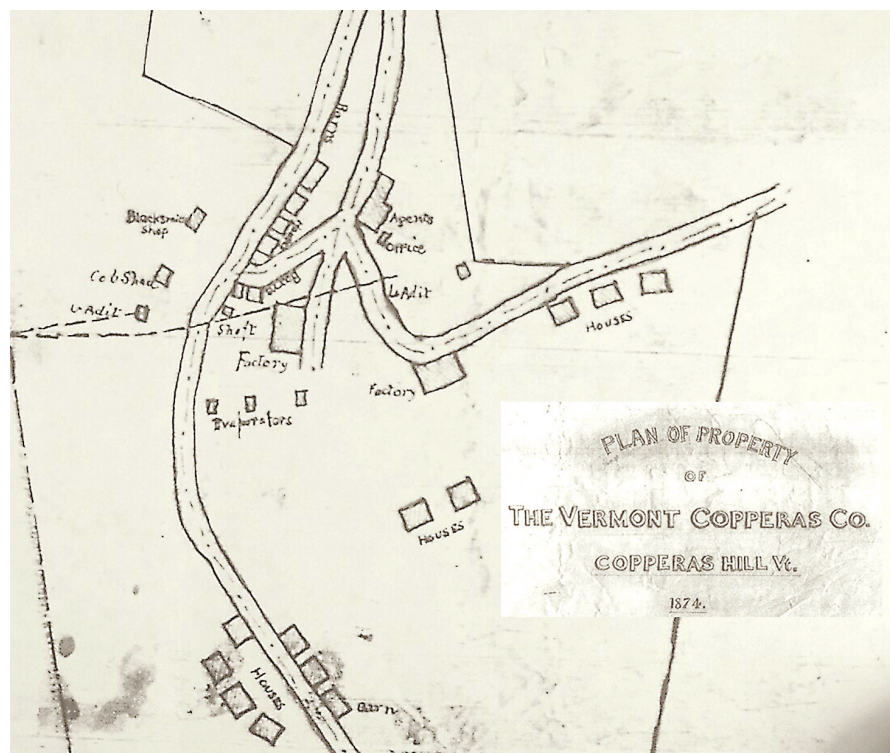 Barns
Blacksmith
Shop
Agents
Office
Cob Shed
Adit
Adit
Shaft
Factory
HOUSES
Factory
Evaporators
HOUSES
HOUSES
Barn
PLAN OF PROPERTY
OF
THE VERMONT COPPERAS CO.
COPPERAS HILL Vt.
1874.